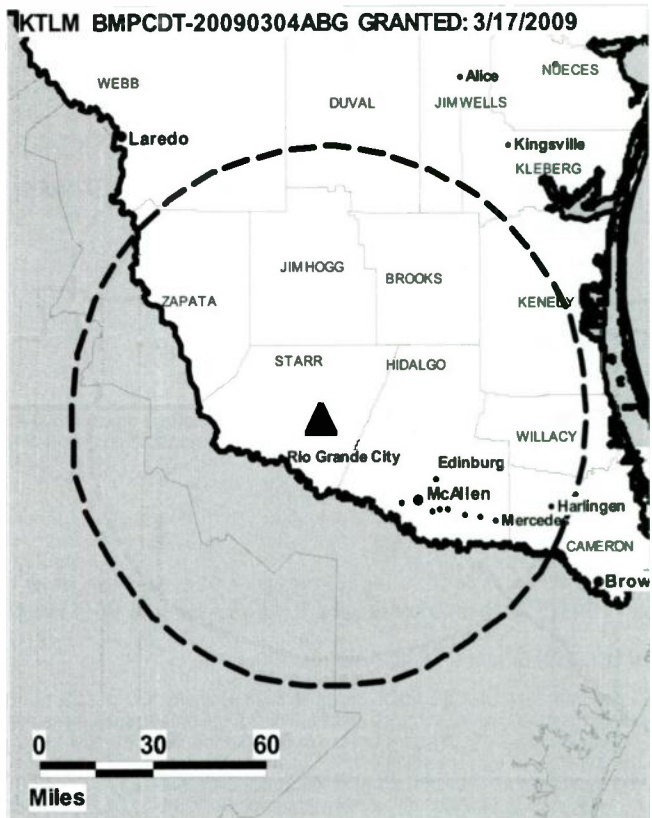 KTLM BMPCDT-20090304ABG GRANTED: 3/17/2009
WEBB
Alice
NUECES
DUVAL
JIM WELLS
Laredo
Kingsville
KLEBERG
JIM HOGG
BROOKS
ZAPATA
KENEDY
STARR
HIDALGO
WILLACY
Rio Grande City
Edinburg
McAllen
Harlingen
Mercedes
CAMERON
Brow
0 30 60
Miles